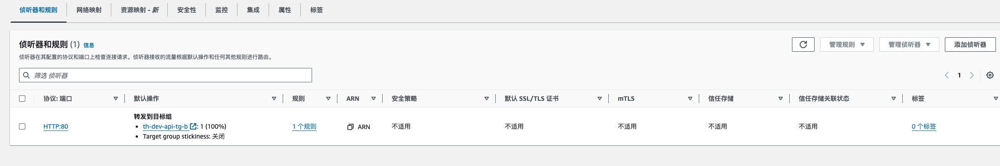 侦听器和规则 网络映射 资源映射 - 新 安全性 监控 集成 属性 标签
侦听器和规则 (1) 信息
管理规则 管理侦听器 添加侦听器
侦听器在其配置的协议和端口上检查连接请求。侦听器接收的流量根据默认操作和任何其他规则进行路由。
筛选 侦听器
1
协议: 端口 默认操作 规则 ARN 安全策略 默认 SSL/TLS 证书 mTLS 信任存储 信任存储关联状态 标签
转发到目标组
HTTP:80 th-dev-api-tg-b : 1 (100%) 1 个规则 ARN 不适用 不适用 不适用 不适用 不适用 0 个标签
Target group stickiness: 关闭